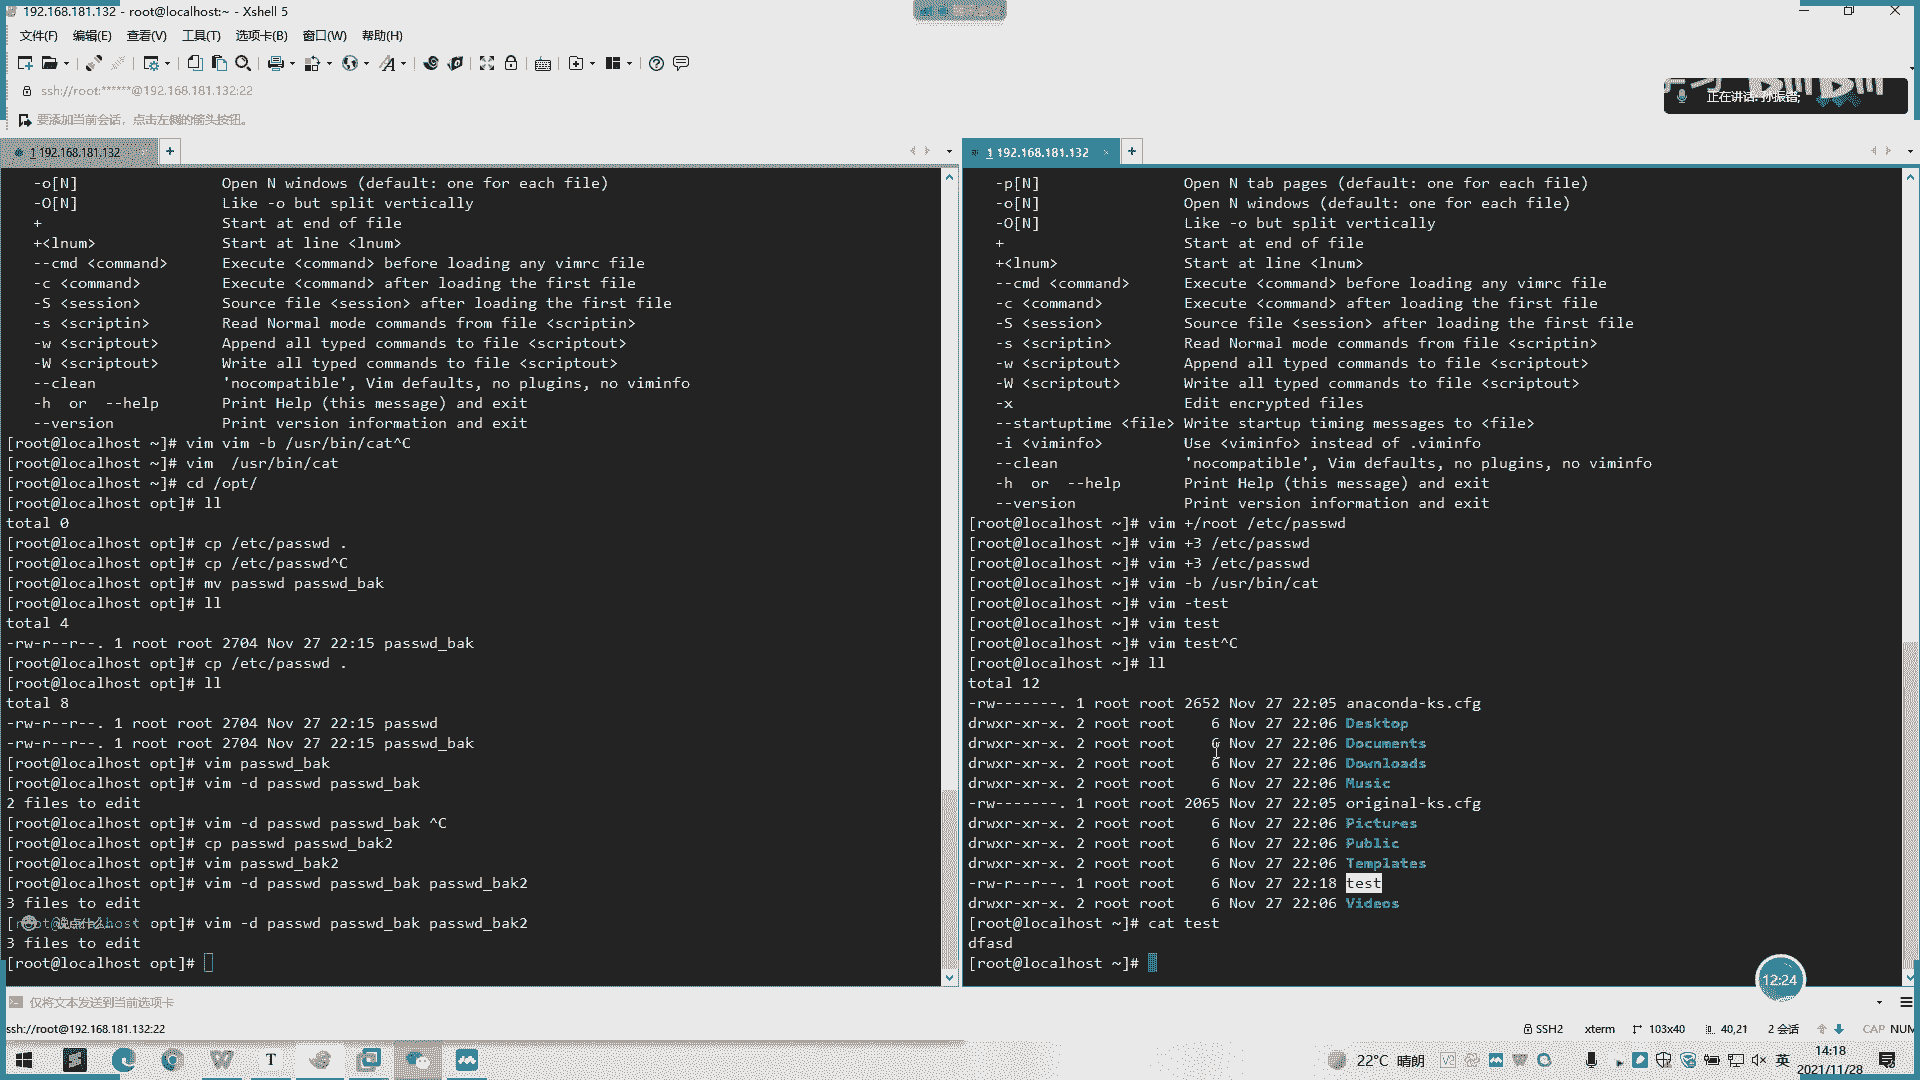 192.168.181.132 - root@localhost:~ - Xshell 5
文件(F) 编辑(E) 查看(V) 工具(T) 选项卡(B) 窗口(W) 帮助(H)
ssh://root:******@192.168.181.132:22
要添加当前会话，点击左侧的箭头按钮。
正在讲话:
1 192.168.181.132 +
-o[N] Open N windows (default: one for each file)
-O[N] Like -o but split vertically
+ Start at end of file
+<lnum> Start at line <lnum>
--cmd <command> Execute <command> before loading any vimrc file
-c <command> Execute <command> after loading the first file
-S <session> Source file <session> after loading the first file
-s <scriptin> Read Normal mode commands from file <scriptin>
-w <scriptout> Append all typed commands to file <scriptout>
-W <scriptout> Write all typed commands to file <scriptout>
--clean 'nocompatible', Vim defaults, no plugins, no viminfo
-h or --help Print Help (this message) and exit
--version Print version information and exit
[root@localhost ~]# vim vim -b /usr/bin/cat^C
[root@localhost ~]# vim  /usr/bin/cat
[root@localhost ~]# cd /opt/
[root@localhost opt]# ll
total 0
[root@localhost opt]# cp /etc/passwd .
[root@localhost opt]# cp /etc/passwd^C
[root@localhost opt]# mv passwd passwd_bak
[root@localhost opt]# ll
total 4
-rw-r--r--. 1 root root 2704 Nov 27 22:15 passwd_bak
[root@localhost opt]# cp /etc/passwd .
[root@localhost opt]# ll
total 8
-rw-r--r--. 1 root root 2704 Nov 27 22:15 passwd
-rw-r--r--. 1 root root 2704 Nov 27 22:15 passwd_bak
[root@localhost opt]# vim passwd_bak
[root@localhost opt]# vim -d passwd passwd_bak
2 files to edit
[root@localhost opt]# vim -d passwd passwd_bak ^C
[root@localhost opt]# cp passwd passwd_bak2
[root@localhost opt]# vim passwd_bak2
[root@localhost opt]# vim -d passwd passwd_bak passwd_bak2
3 files to edit
[root@localhost opt]# vim -d passwd passwd_bak passwd_bak2
3 files to edit
[root@localhost opt]#
1 192.168.181.132 × +
-p[N] Open N tab pages (default: one for each file)
-o[N] Open N windows (default: one for each file)
-O[N] Like -o but split vertically
+ Start at end of file
+<lnum> Start at line <lnum>
--cmd <command> Execute <command> before loading any vimrc file
-c <command> Execute <command> after loading the first file
-S <session> Source file <session> after loading the first file
-s <scriptin> Read Normal mode commands from file <scriptin>
-w <scriptout> Append all typed commands to file <scriptout>
-W <scriptout> Write all typed commands to file <scriptout>
-x Edit encrypted files
--startuptime <file> Write startup timing messages to <file>
-i <viminfo> Use <viminfo> instead of .viminfo
--clean 'nocompatible', Vim defaults, no plugins, no viminfo
-h or --help Print Help (this message) and exit
--version Print version information and exit
[root@localhost ~]# vim +/root /etc/passwd
[root@localhost ~]# vim +3 /etc/passwd
[root@localhost ~]# vim +3 /etc/passwd
[root@localhost ~]# vim -b /usr/bin/cat
[root@localhost ~]# vim -test
[root@localhost ~]# vim test
[root@localhost ~]# vim test^C
[root@localhost ~]# ll
total 12
-rw-------. 1 root root 2652 Nov 27 22:05 anaconda-ks.cfg
drwxr-xr-x. 2 root root 6 Nov 27 22:06 Desktop
drwxr-xr-x. 2 root root 6 Nov 27 22:06 Documents
drwxr-xr-x. 2 root root 6 Nov 27 22:06 Downloads
drwxr-xr-x. 2 root root 6 Nov 27 22:06 Music
-rw-------. 1 root root 2065 Nov 27 22:05 original-ks.cfg
drwxr-xr-x. 2 root root 6 Nov 27 22:06 Pictures
drwxr-xr-x. 2 root root 6 Nov 27 22:06 Public
drwxr-xr-x. 2 root root 6 Nov 27 22:06 Templates
-rw-r--r--. 1 root root 6 Nov 27 22:18 test
drwxr-xr-x. 2 root root 6 Nov 27 22:06 Videos
[root@localhost ~]# cat test
dfasd
[root@localhost ~]#
12:24
仅将文本发送到当前选项卡
ssh://root@192.168.181.132:22 SSH2 xterm 103x40 40,21 2 会话 CAP NUM
22°C 晴朗 英 14:18
2021/11/28